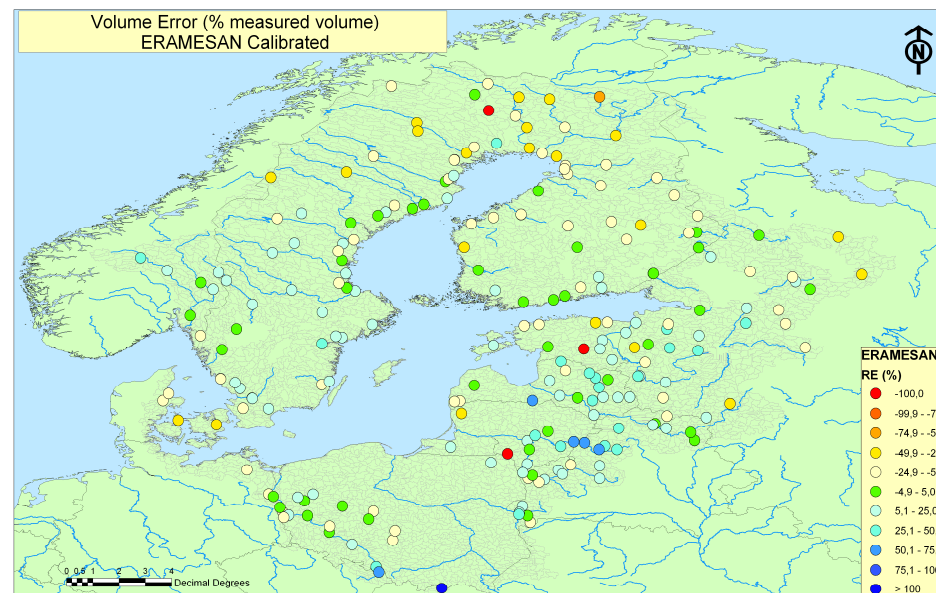 Volume Error (% measured volume)
ERAMESAN Calibrated
N
ERAMESAN
RE (%)
-100,0
-99,9 - -7
-74,9 - -5
-49,9 - -2
-24,9 - -5
-4,9 - 5,0
5,1 - 25,0
25,1 - 50,
50,1 - 75,
75,1 - 100
> 100
0 0,5 1 2 3 4
Decimal Degrees